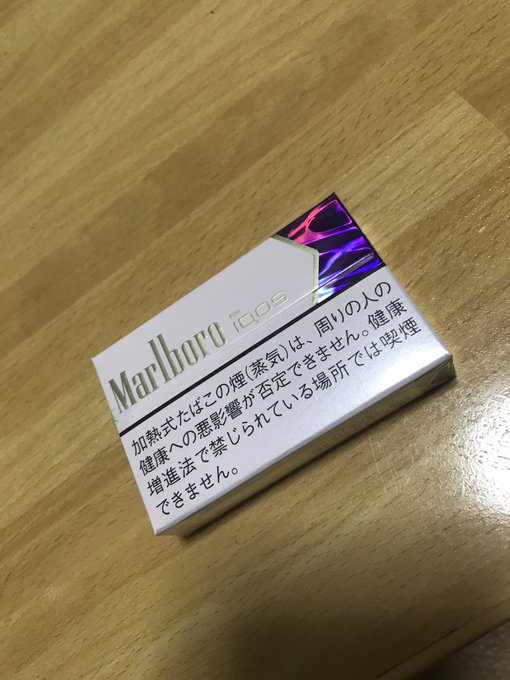 Marlboro
FOR
IQOS
加熱式たばこの煙(蒸気)は、周りの人の
健康への悪影響が否定できません。健康
増進法で禁じられている場所では喫煙
できません。